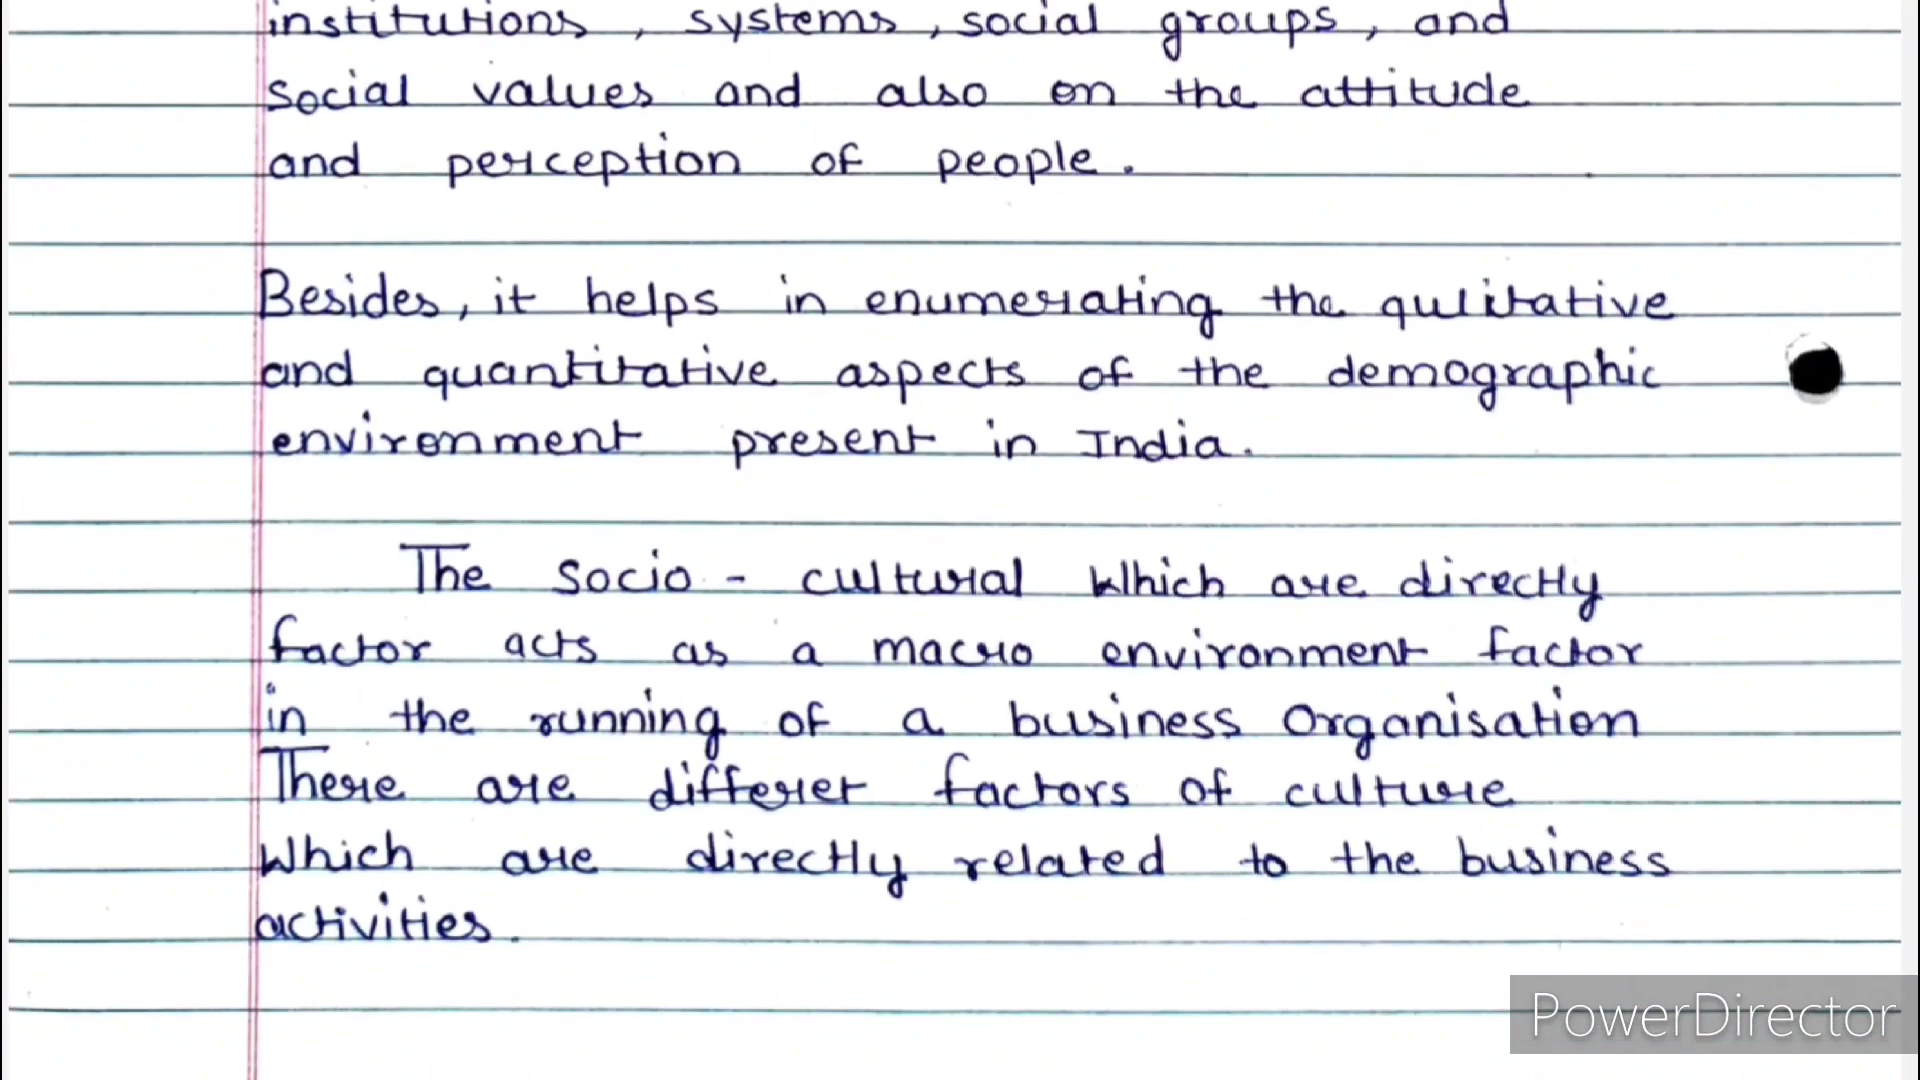 institutions, systems, social groups, and
social values and also on the attitude
and perception of people.
Besides, it helps in enumerating the qulitative
and quantitative aspects of the demographic
environment present in India.
The Socio - cultural Which are directly
factor acts as a macro environment factor
in the running of a business Organisation
There are differet factors of culture
Which are directly related to the business
activities.
PowerDirector